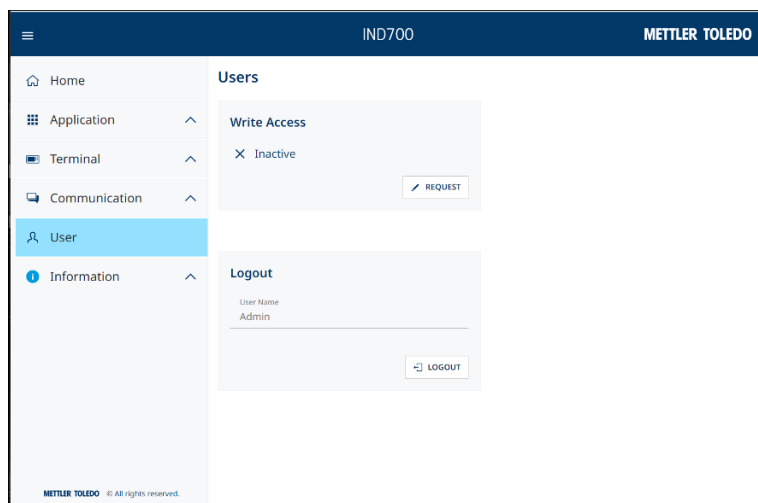 IND700
METTLER TOLEDO
Home
Application
Terminal
Communication
User
Information
METTLER TOLEDO © All rights reserved.
Users
Write Access
Inactive
REQUEST
Logout
User Name
Admin
LOGOUT